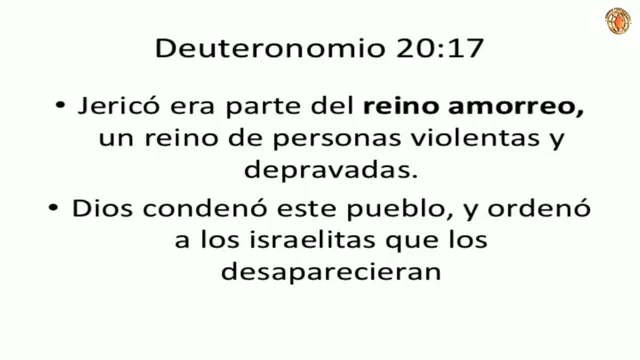 Deuteronomio 20:17
• Jericó era parte del reino amorreo,
un reino de personas violentas y
depravadas.
• Dios condenó este pueblo, y ordenó
a los israelitas que los
desaparecieran